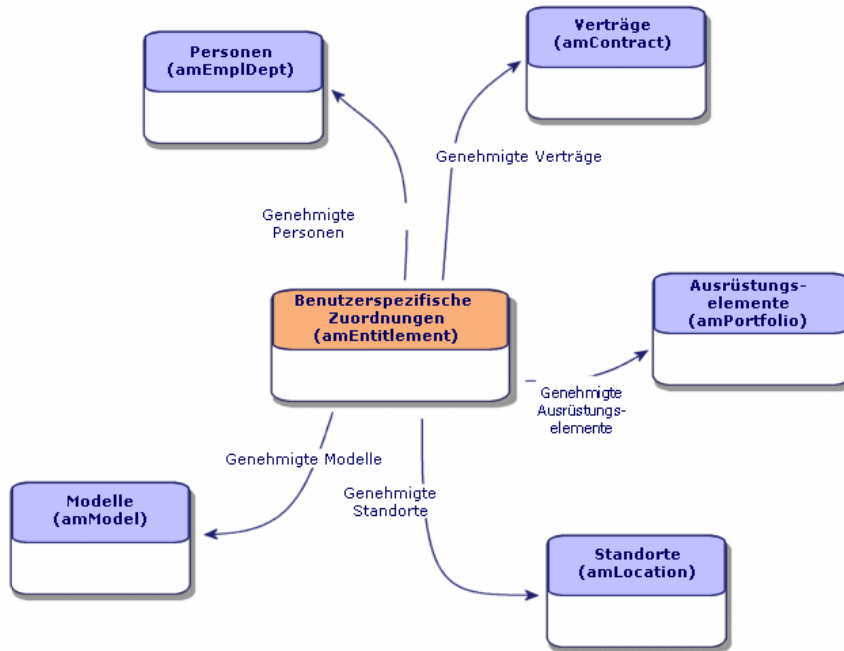 Personen
(amEmplDept)
Verträge
(amContract)
Genehmigte Verträge
Genehmigte
Personen
Benutzerspezifische
Zuordnungen
(amEntitlement)
Ausrüstungs-
elemente
(amPortfolio)
Genehmigte
Ausrüstungs-
elemente
Genehmigte Modelle
Genehmigte
Standorte
Modelle
(amModel)
Standorte
(amLocation)